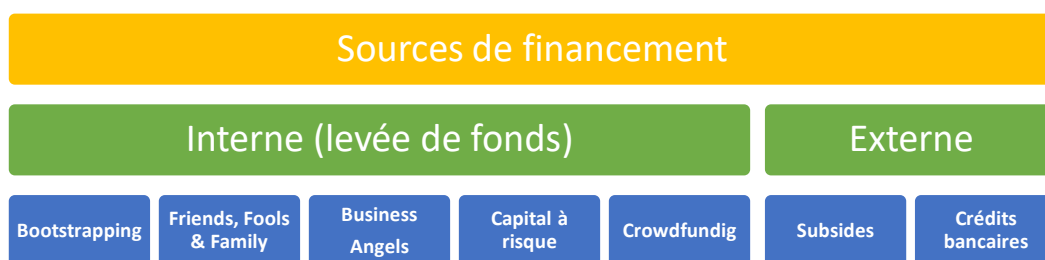 Sources de financement
Interne (levée de fonds)
Externe
Bootstrapping
Friends, Fools
& Family
Business
Angels
Capital à
risque
Crowdfundig
Subsides
Crédits
bancaires